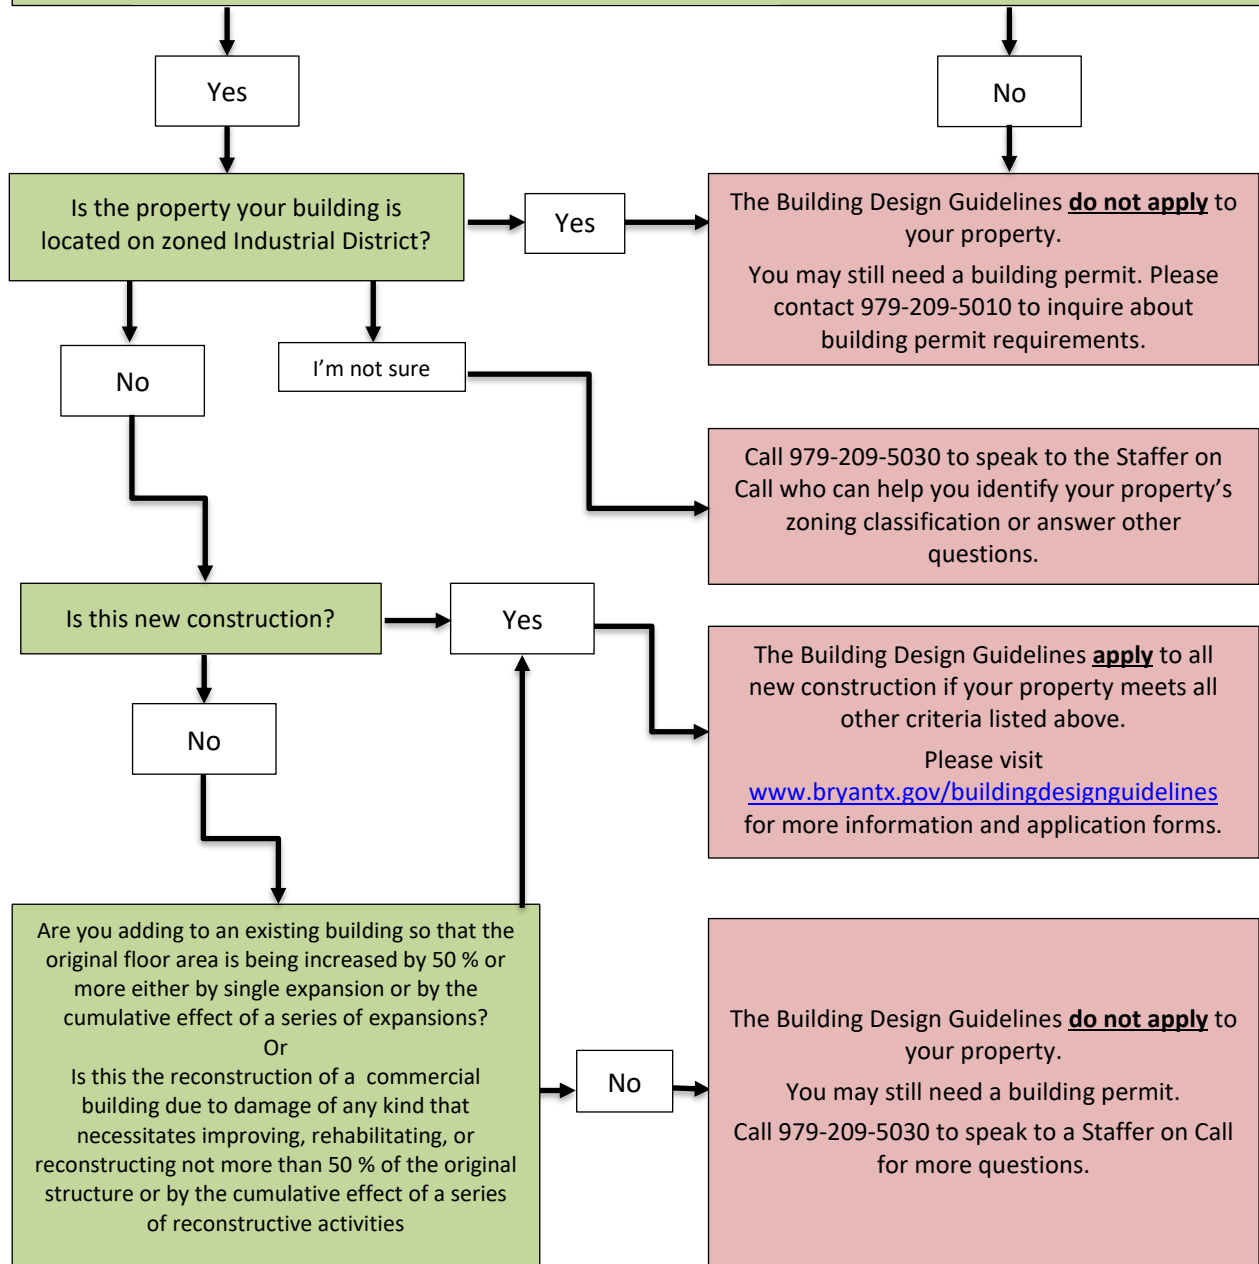 Yes
No
Is the property your building is
located on zoned Industrial District?
Yes
The Building Design Guidelines do not apply to
your property.
You may still need a building permit. Please
contact 979-209-5010 to inquire about
building permit requirements.
No
I’m not sure
Call 979-209-5030 to speak to the Staffer on
Call who can help you identify your property’s
zoning classification or answer other
questions.
Is this new construction?
Yes
The Building Design Guidelines apply to all
new construction if your property meets all
other criteria listed above.
Please visit
www.bryantx.gov/buildingdesignguidelines
for more information and application forms.
No
Are you adding to an existing building so that the
original floor area is being increased by 50 % or
more either by single expansion or by the
cumulative effect of a series of expansions?
Or
Is this the reconstruction of a commercial
building due to damage of any kind that
necessitates improving, rehabilitating, or
reconstructing not more than 50 % of the original
structure or by the cumulative effect of a series
of reconstructive activities
No
The Building Design Guidelines do not apply to
your property.
You may still need a building permit.
Call 979-209-5030 to speak to a Staffer on Call
for more questions.